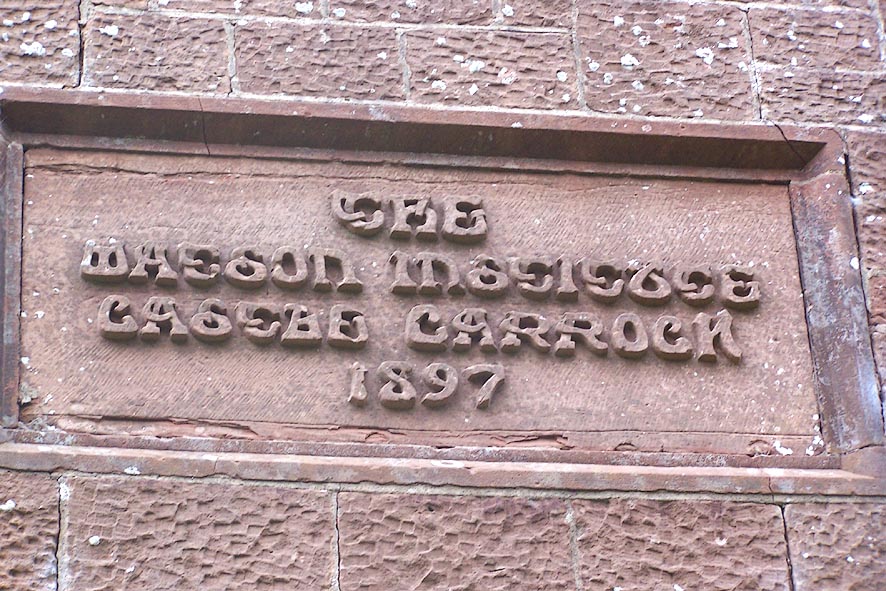 THE
WATSON INSTITUTE
CASTLE CARROCK
1897